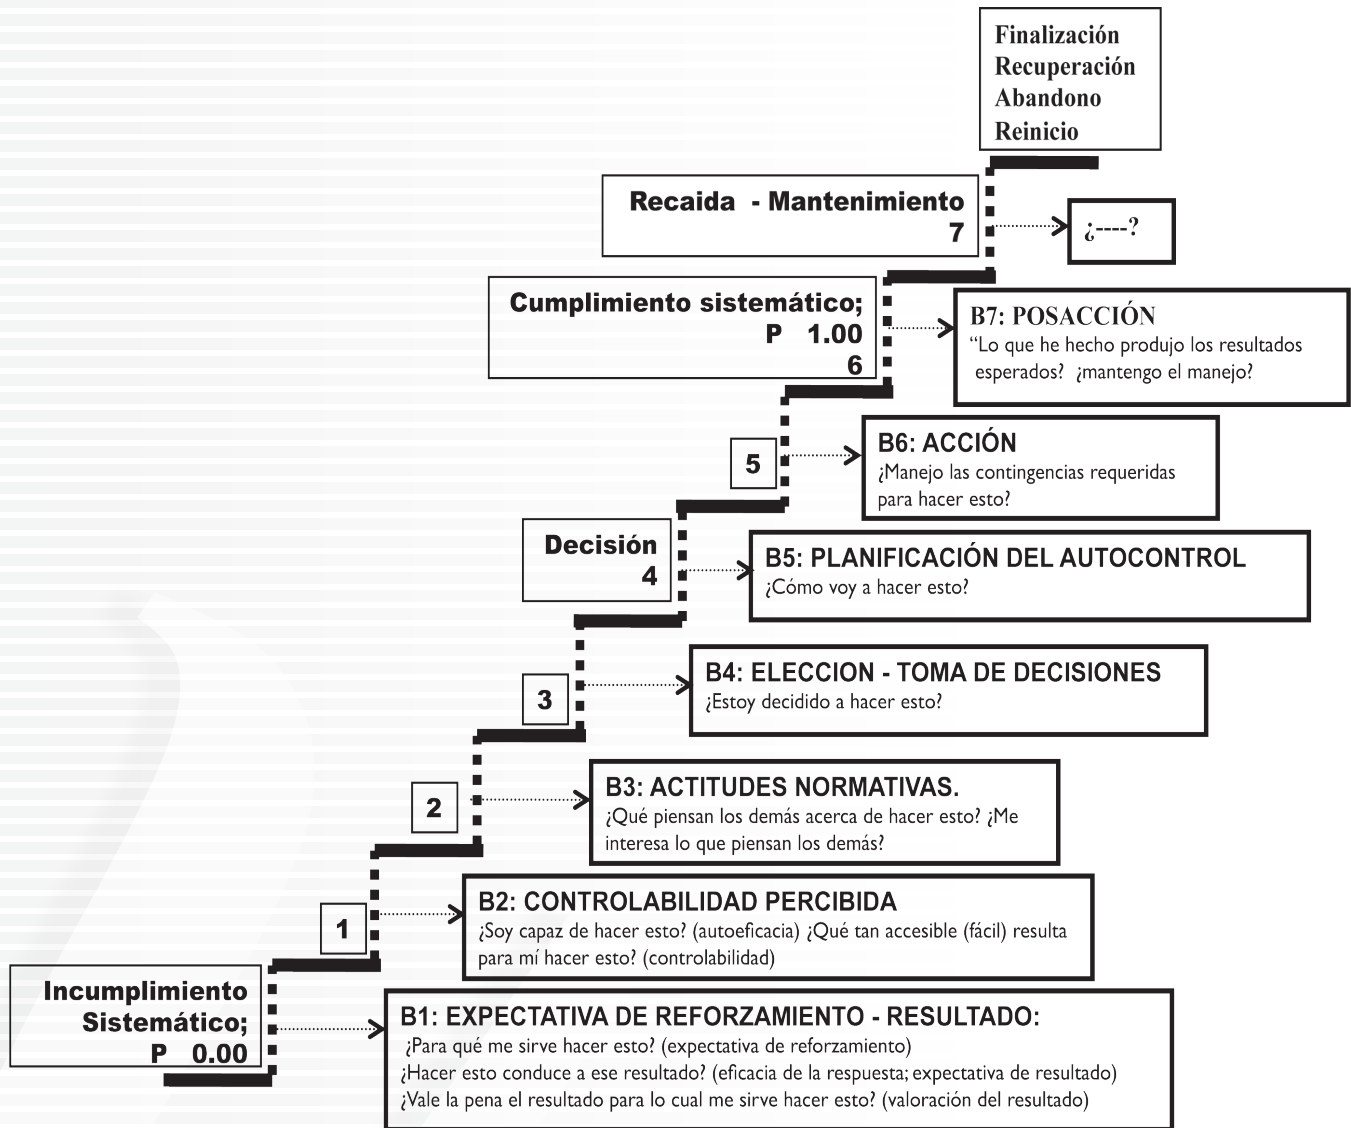 Finalización
Recuperación
Abandono
Reinicio
Recaida - Mantenimiento
7
¿----?
Cumplimiento sistemático;
P 1.00
6
B7: POSACCIÓN
“Lo que he hecho produjo los resultados
esperados? ¿mantengo el manejo?
5
B6: ACCIÓN
¿Manejo las contingencias requeridas
para hacer esto?
Decisión
4
B5: PLANIFICACIÓN DEL AUTOCONTROL
¿Cómo voy a hacer esto?
3
B4: ELECCION - TOMA DE DECISIONES
¿Estoy decidido a hacer esto?
2
B3: ACTITUDES NORMATIVAS.
¿Qué piensan los demás acerca de hacer esto? ¿Me
interesa lo que piensan los demás?
1
B2: CONTROLABILIDAD PERCIBIDA
¿Soy capaz de hacer esto? (autoeficacia) ¿Qué tan accesible (fácil) resulta
para mí hacer esto? (controlabilidad)
Incumplimiento
Sistemático;
P 0.00
B1: EXPECTATIVA DE REFORZAMIENTO - RESULTADO:
¿Para qué me sirve hacer esto? (expectativa de reforzamiento)
¿Hacer esto conduce a ese resultado? (eficacia de la respuesta; expectativa de resultado)
¿Vale la pena el resultado para lo cual me sirve hacer esto? (valoración del resultado)